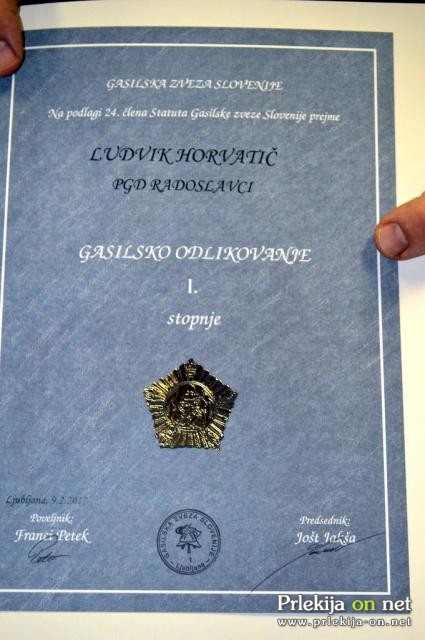 GASILSKA ZVEZA SLOVENIJE
Na podlagi 24. člena Statuta Gasilske zveze Slovenije prejme
LUDVIK HORVATIČ
PGD RADOSLAVCI
GASILSKO ODLIKOVANJE
I.
stopnje
Ljubljana, 9.2.2017
Poveljnik:
Franci Petek
GASILSKA ZVEZA SLOVENIJE
1
Ljubljana
Predsednik:
Jošt Jakša
Prlekija on net
www.prlekija-on.net